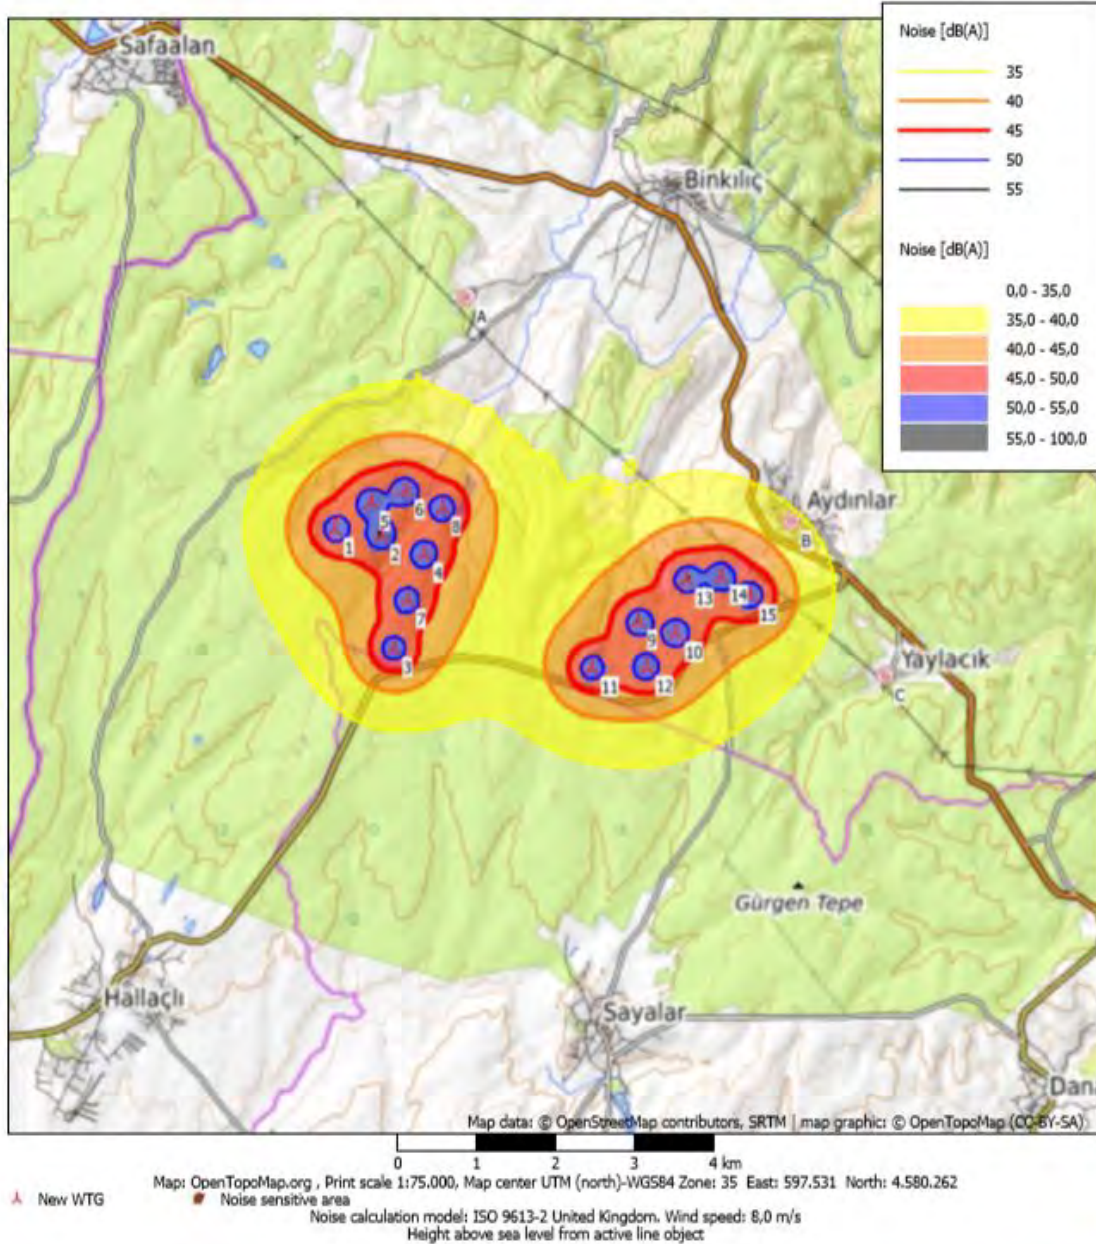 Noise [dB(A)]
35
40
45
50
55
Noise [dB(A)]
0,0 - 35,0
35,0 - 40,0
40,0 - 45,0
45,0 - 50,0
50,0 - 55,0
55,0 - 100,0
Safaalan
Binkılıç
A
Aydınlar
B
6
5
8
1
2
4
7
3
13
14
15
9
10
11
12
Yaylacık
C
Gürgen Tepe
Hallaçlı
Sayalar
Dana
Map data: © OpenStreetMap contributors, SRTM | map graphic: © OpenTopoMap (CC-BY-SA)
0 1 2 3 4 km
Map: OpenTopoMap.org , Print scale 1:75.000, Map center UTM (north)-WGS84 Zone: 35 East: 597.531 North: 4.580.262
New WTG Noise sensitive area
Noise calculation model: ISO 9613-2 United Kingdom. Wind speed: 8,0 m/s
Height above sea level from active line object